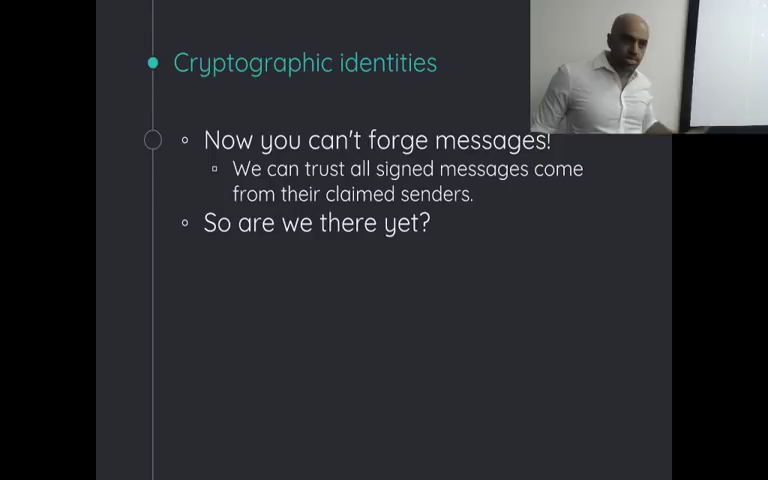 Cryptographic identities
Now you can't forge messages!
We can trust all signed messages come
from their claimed senders.
So are we there yet?